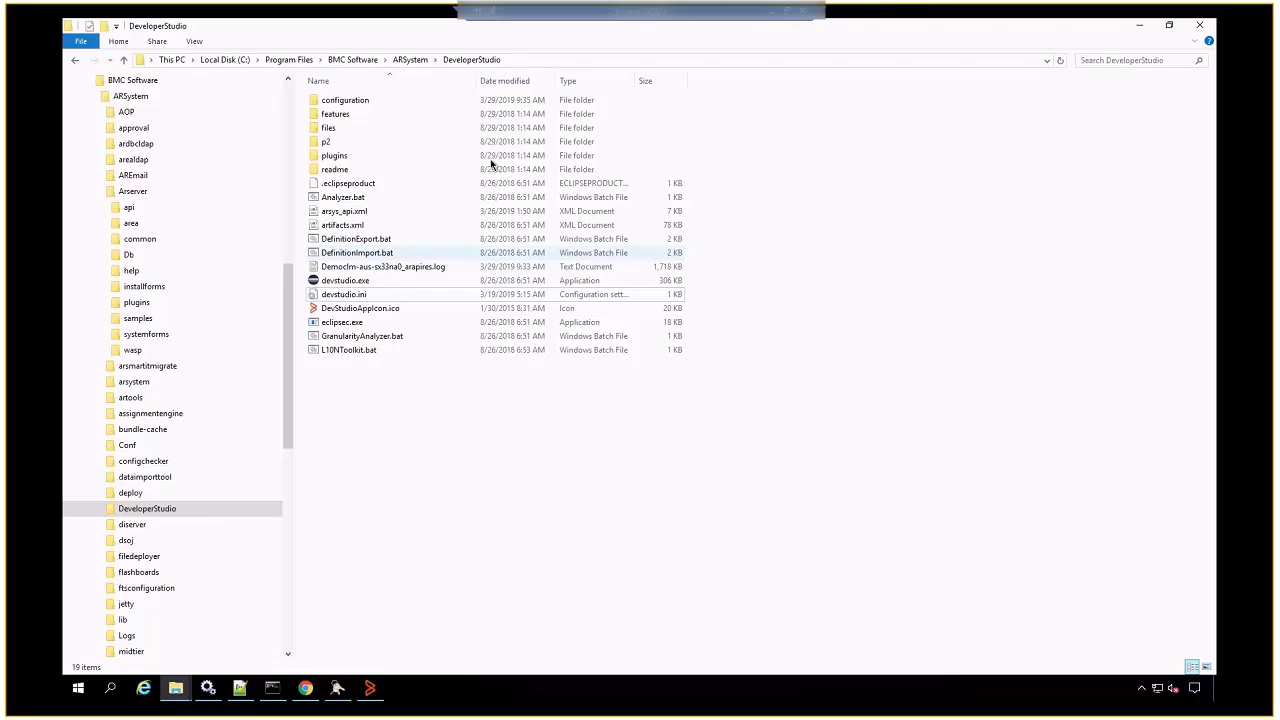 DeveloperStudio
File Home Share View
This PC Local Disk (C:) Program Files BMC Software ARSystem DeveloperStudio
Search DeveloperStudio
BMC Software
ARSystem
AOP
approval
ardbcldap
arealdap
AREmail
Arserver
api
area
common
Db
help
installforms
plugins
samples
systemforms
wasp
arsmartitmigrate
arsystem
artools
assignmentengine
bundle-cache
Conf
configchecker
dataimporttool
deploy
DeveloperStudio
diserver
dsoj
filedeployer
flashboards
ftsconfiguration
jetty
lib
Logs
midtier
Name Date modified Type Size
configuration 3/29/2019 9:35 AM File folder
features 8/29/2018 1:14 AM File folder
files 8/29/2018 1:14 AM File folder
p2 8/29/2018 1:14 AM File folder
plugins 8/29/2018 1:14 AM File folder
readme 8/29/2018 1:14 AM File folder
.eclipseproduct 8/26/2018 6:51 AM ECLIPSEPRODUCT... 1 KB
Analyzer.bat 8/26/2018 6:51 AM Windows Batch File 1 KB
arsys_api.xml 3/26/2019 1:50 AM XML Document 7 KB
artifacts.xml 8/26/2018 6:51 AM XML Document 78 KB
DefinitionExport.bat 8/26/2018 6:51 AM Windows Batch File 2 KB
DefinitionImport.bat 8/26/2018 6:51 AM Windows Batch File 2 KB
Democlm-aus-sx33na0_arapires.log 3/29/2019 9:33 AM Text Document 1,718 KB
devstudio.exe 8/26/2018 6:51 AM Application 306 KB
devstudio.ini 3/19/2019 5:15 AM Configuration sett... 1 KB
DevStudioAppIcon.ico 1/30/2015 8:31 AM Icon 20 KB
eclipsec.exe 8/26/2018 6:51 AM Application 18 KB
GranularityAnalyzer.bat 8/26/2018 6:51 AM Windows Batch File 1 KB
L10NToolkit.bat 8/26/2018 6:53 AM Windows Batch File 1 KB
19 items